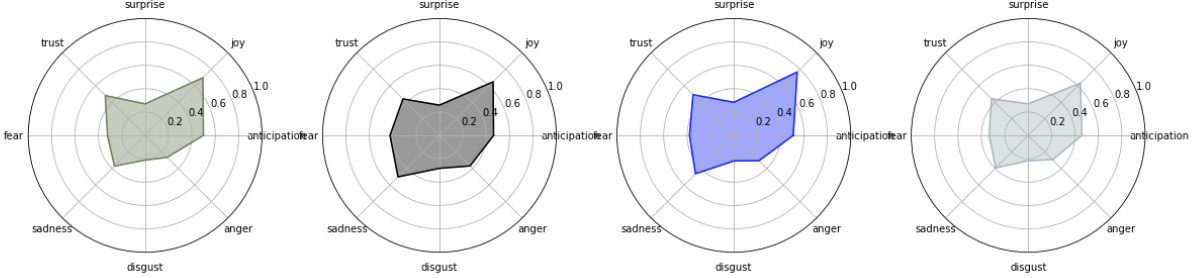 surprise surprise surprise surprise
trust joy trust joy trust joy trust joy
1.0 1.0 1.0 1.0
0.8 0.8 0.8 0.8
0.6 0.6 0.6 0.6
0.4 0.4 0.4 0.4
0.2 0.2 0.2 0.2
fear anticipation fear anticipation fear anticipation fear anticipation
sadness anger sadness anger sadness anger sadness anger
disgust disgust disgust disgust